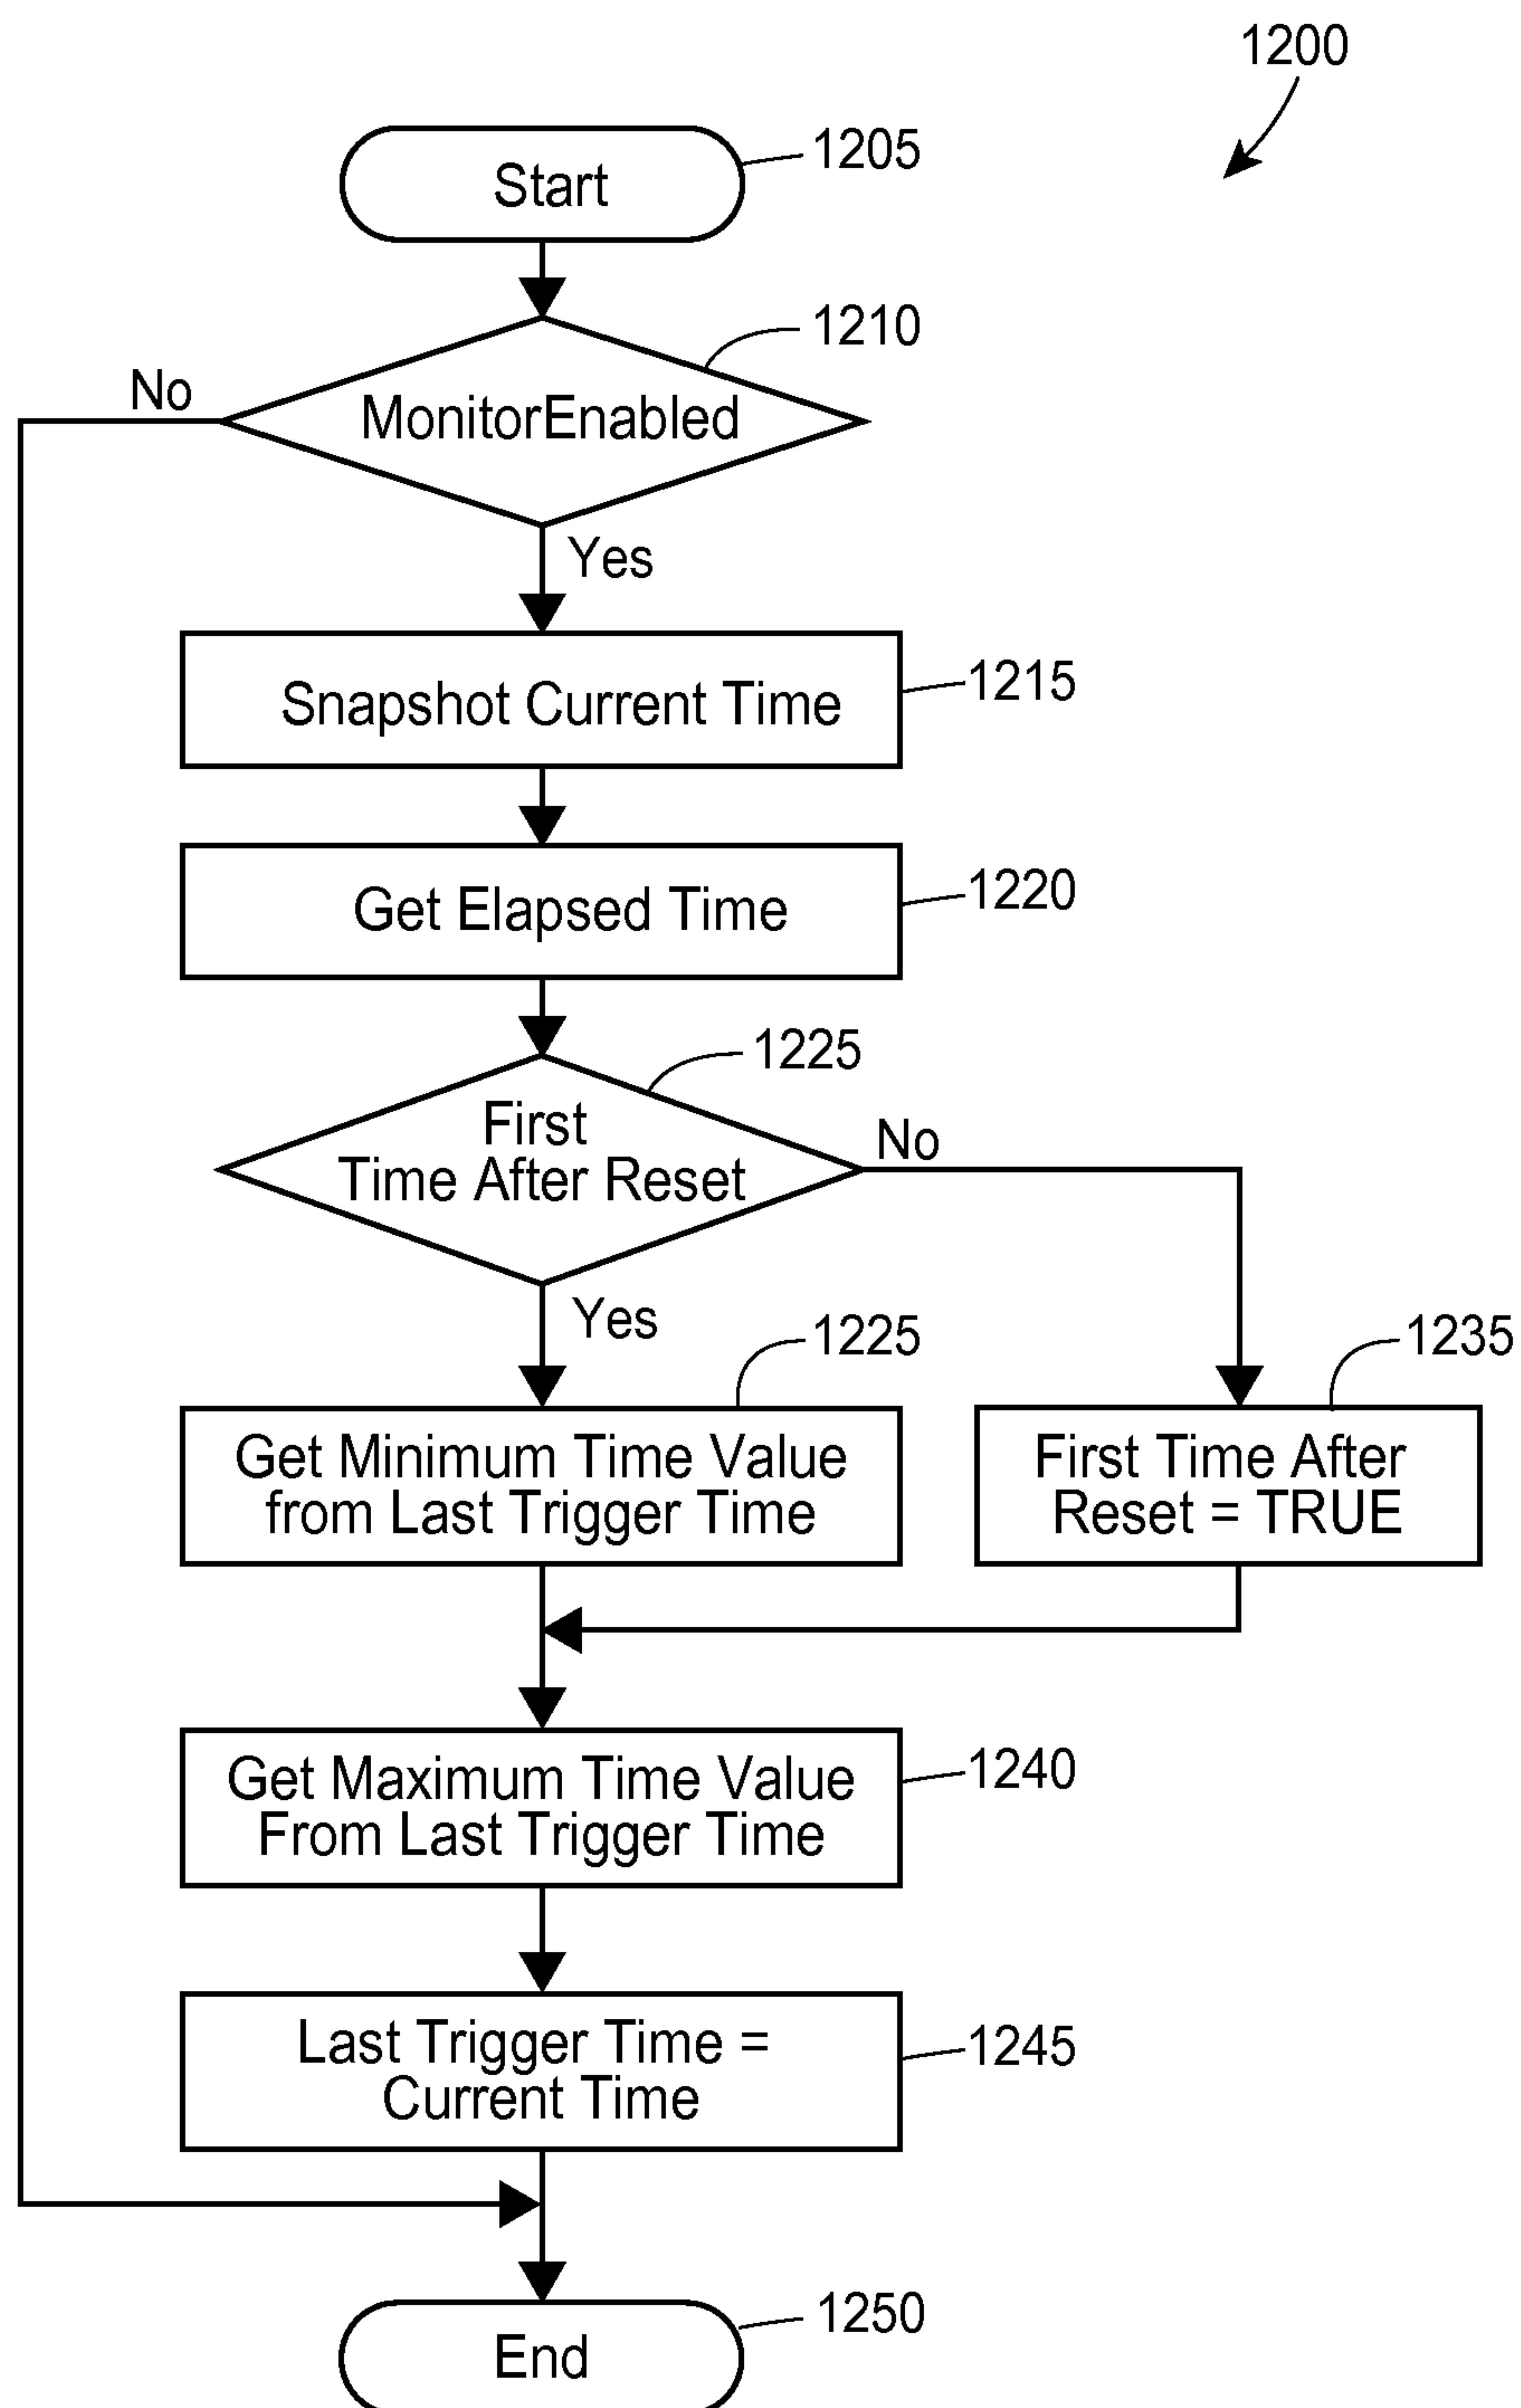 1200
Start
1205
1210
No
MonitorEnabled
Yes
Snapshot Current Time
1215
Get Elapsed Time
1220
1225
First
Time After Reset
No
Yes
1225
1235
Get Minimum Time Value
from Last Trigger Time
First Time After
Reset = TRUE
Get Maximum Time Value
From Last Trigger Time
1240
Last Trigger Time =
Current Time
1245
End
1250